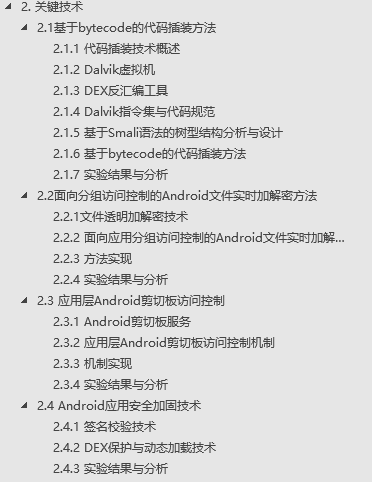 2. 关键技术
2.1基于bytecode的代码插装方法
2.1.1 代码插装技术概述
2.1.2 Dalvik虚拟机
2.1.3 DEX反汇编工具
2.1.4 Dalvik指令集与代码规范
2.1.5 基于Smali语法的树型结构分析与设计
2.1.6 基于bytecode的代码插装方法
2.1.7 实验结果与分析
2.2面向分组访问控制的Android文件实时加解密方法
2.2.1文件透明加解密技术
2.2.2 面向应用分组访问控制的Android文件实时加解...
2.2.3 方法实现
2.2.4 实验结果与分析
2.3 应用层Android剪切板访问控制
2.3.1 Android剪切板服务
2.3.2 应用层Android剪切板访问控制机制
2.3.3 机制实现
2.3.4 实验结果与分析
2.4 Android应用安全加固技术
2.4.1 签名校验技术
2.4.2 DEX保护与动态加载技术
2.4.3 实验结果与分析